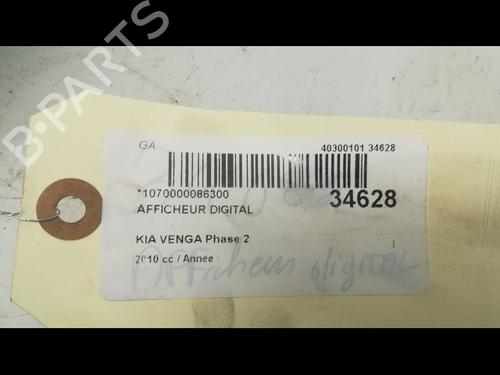 B-PARTS
GA
40300101 34628
*1070000086300
34628
AFFICHEUR DIGITAL
KIA VENGA Phase 2
2010 cc / Année
Afficheur digital